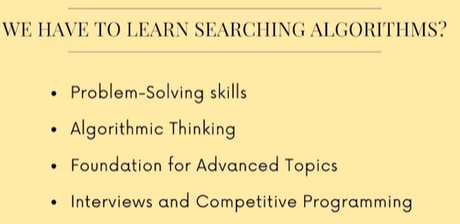 WE HAVE TO LEARN SEARCHING ALGORITHMS?
• Problem-Solving skills
• Algorithmic Thinking
• Foundation for Advanced Topics
• Interviews and Competitive Programming